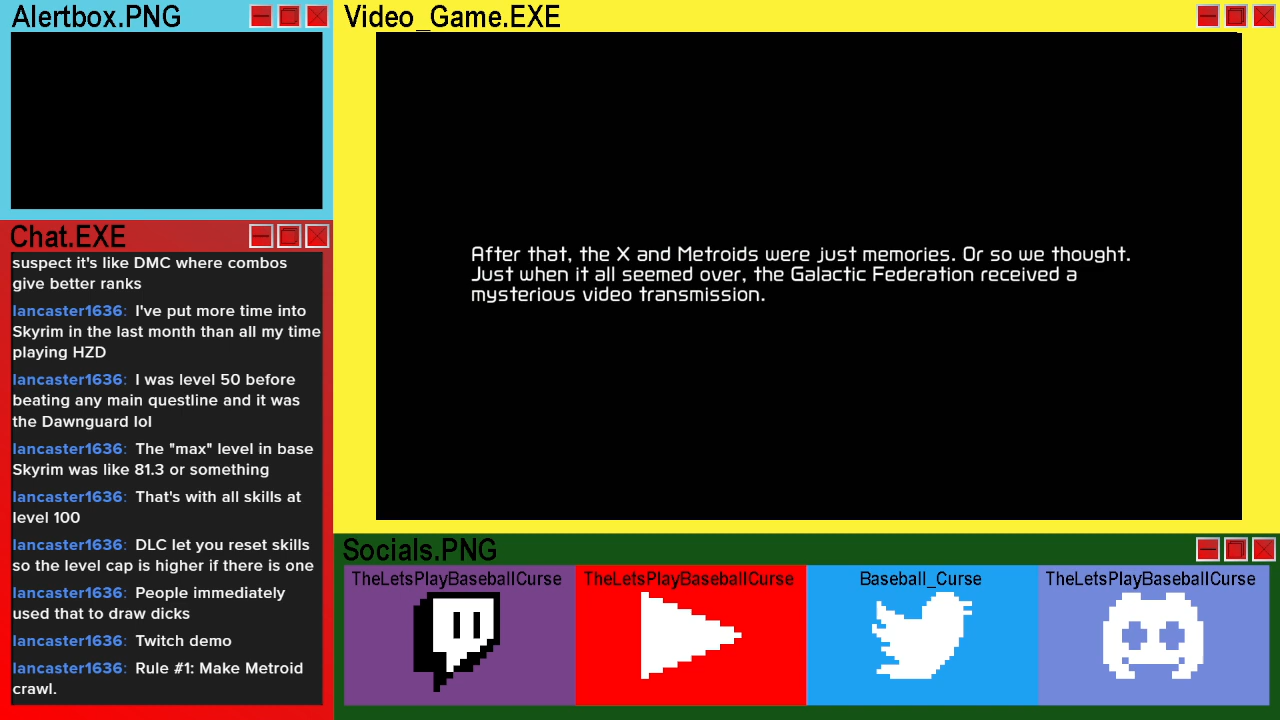 Alertbox.PNG
Video_Game.EXE
Chat.EXE
suspect it's like DMC where combos
give better ranks
lancaster1636: I've put more time into
Skyrim in the last month than all my time
playing HZD
lancaster1636: I was level 50 before
beating any main questline and it was
the Dawnguard lol
lancaster1636: The "max" level in base
Skyrim was like 81.3 or something
lancaster1636: That's with all skills at
level 100
lancaster1636: DLC let you reset skills
so the level cap is higher if there is one
lancaster1636: People immediately
used that to draw dicks
lancaster1636: Twitch demo
lancaster1636: Rule #1: Make Metroid
crawl.
After that, the X and Metroids were just memories. Or so we thought.
Just when it all seemed over, the Galactic Federation received a
mysterious video transmission.
Socials.PNG
TheLetsPlayBaseballCurse
TheLetsPlayBaseballCurse
Baseball_Curse
TheLetsPlayBaseballCurse